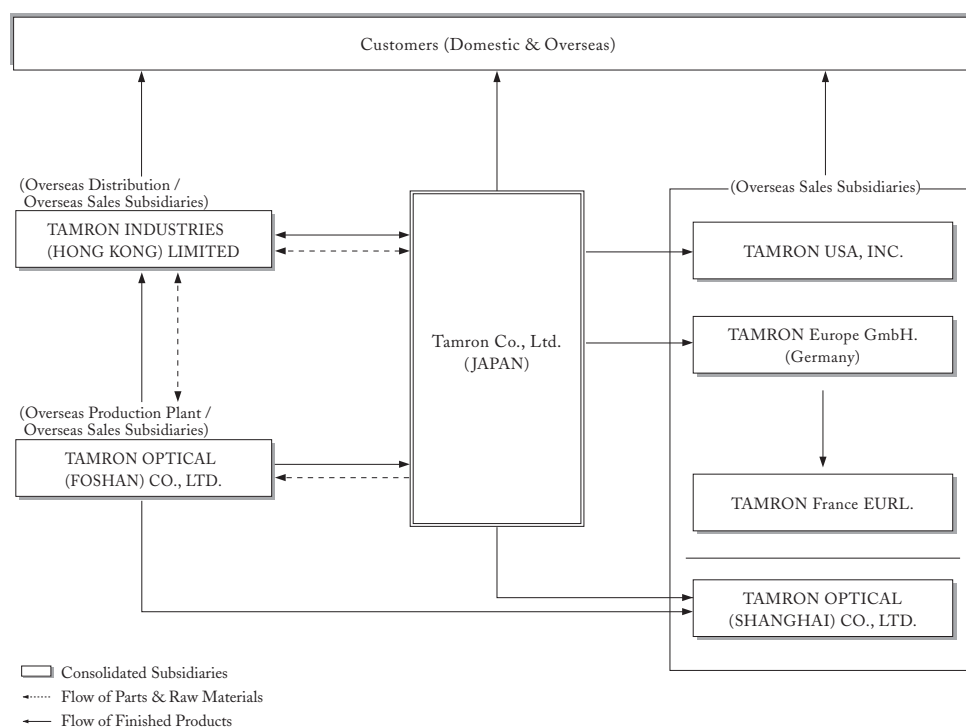 Customers (Domestic & Overseas)
(Overseas Distribution /
Overseas Sales Subsidiaries)
TAMRON INDUSTRIES
(HONG KONG) LIMITED
(Overseas Production Plant /
Overseas Sales Subsidiaries)
TAMRON OPTICAL
(FOSHAN) CO., LTD.
Tamron Co., Ltd.
(JAPAN)
(Overseas Sales Subsidiaries)
TAMRON USA, INC.
TAMRON Europe GmbH.
(Germany)
TAMRON France EURL.
TAMRON OPTICAL
(SHANGHAI) CO., LTD.
Consolidated Subsidiaries
Flow of Parts & Raw Materials
Flow of Finished Products